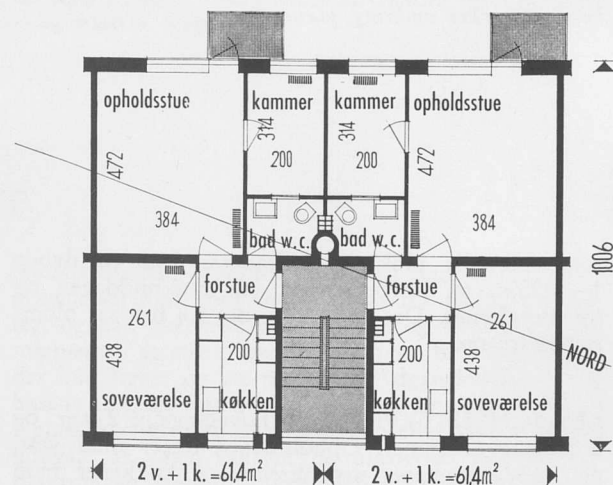 opholdsstue
kammer
kammer
opholdsstue
472
314
200
314
200
472
384
384
bad w.c.
bad w.c.
1006
forstue
forstue
261
261
438
200
200
438
NORD
soveværelse
køkken
køkken
soveværelse
2 v. + 1 k. = 61,4 m²
2 v. + 1 k. = 61,4 m²